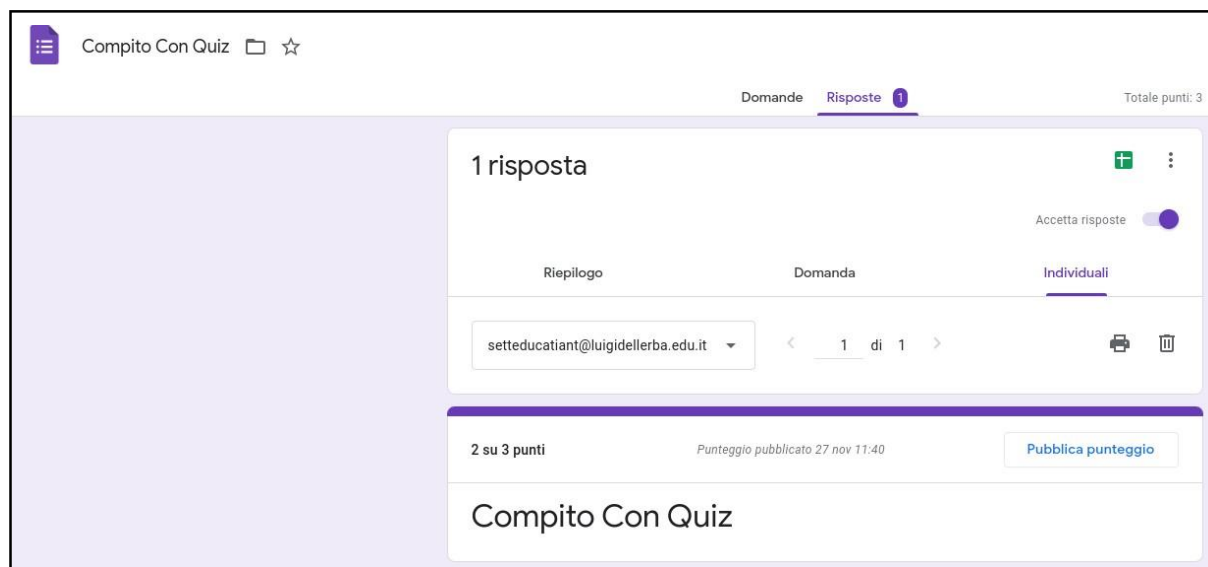 Compito Con Quiz
Domande Risposte 1 Totale punti: 3
1 risposta
Accetta risposte
Riepilogo Domanda Individuali
setteducatiant@luigidellerba.edu.it 1 di 1
2 su 3 punti Punteggio pubblicato 27 nov 11:40 Pubblica punteggio
Compito Con Quiz